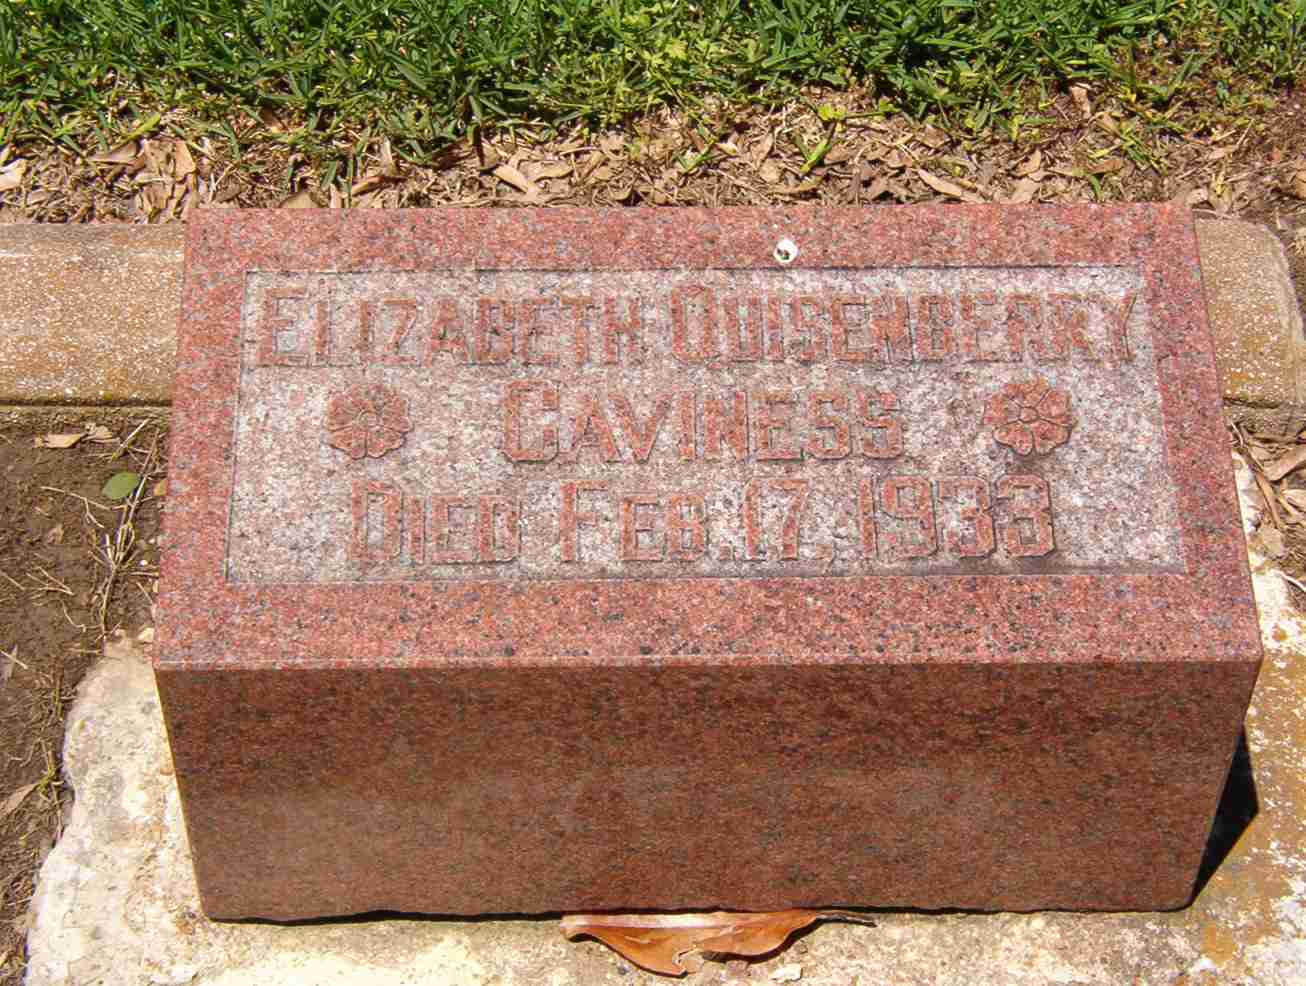 Elizabeth Quisenberry
Caviness
Died Feb. 17, 1933